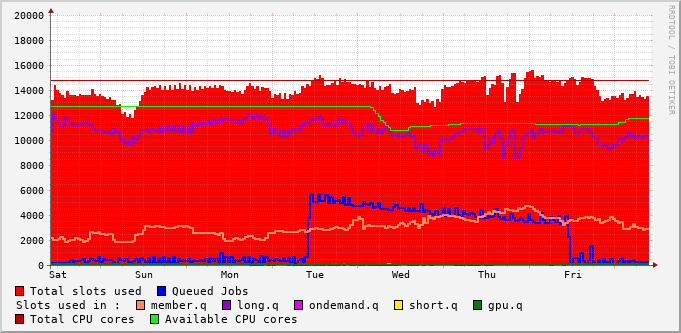 20000
18000
16000
14000
12000
10000
8000
6000
4000
2000
0
Sat Sun Mon Tue Wed Thu Fri
RRDTOOL / TOBI OETIKER
Total slots used Queued Jobs
Slots used in : member.q long.q ondemand.q short.q gpu.q
Total CPU cores Available CPU cores